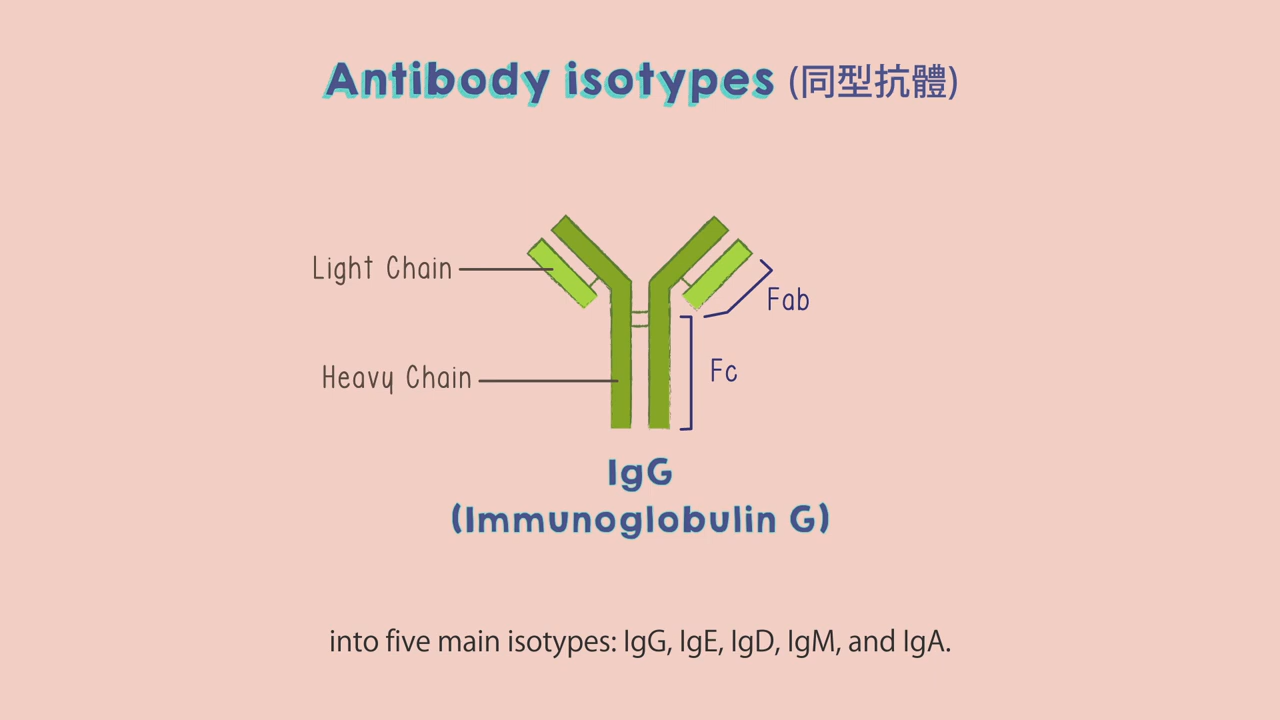 Antibody isotypes (同型抗體)
Light Chain
Fab
Heavy Chain
Fc
IgG
(Immunoglobulin G)
into five main isotypes: IgG, IgE, IgD, IgM, and IgA.